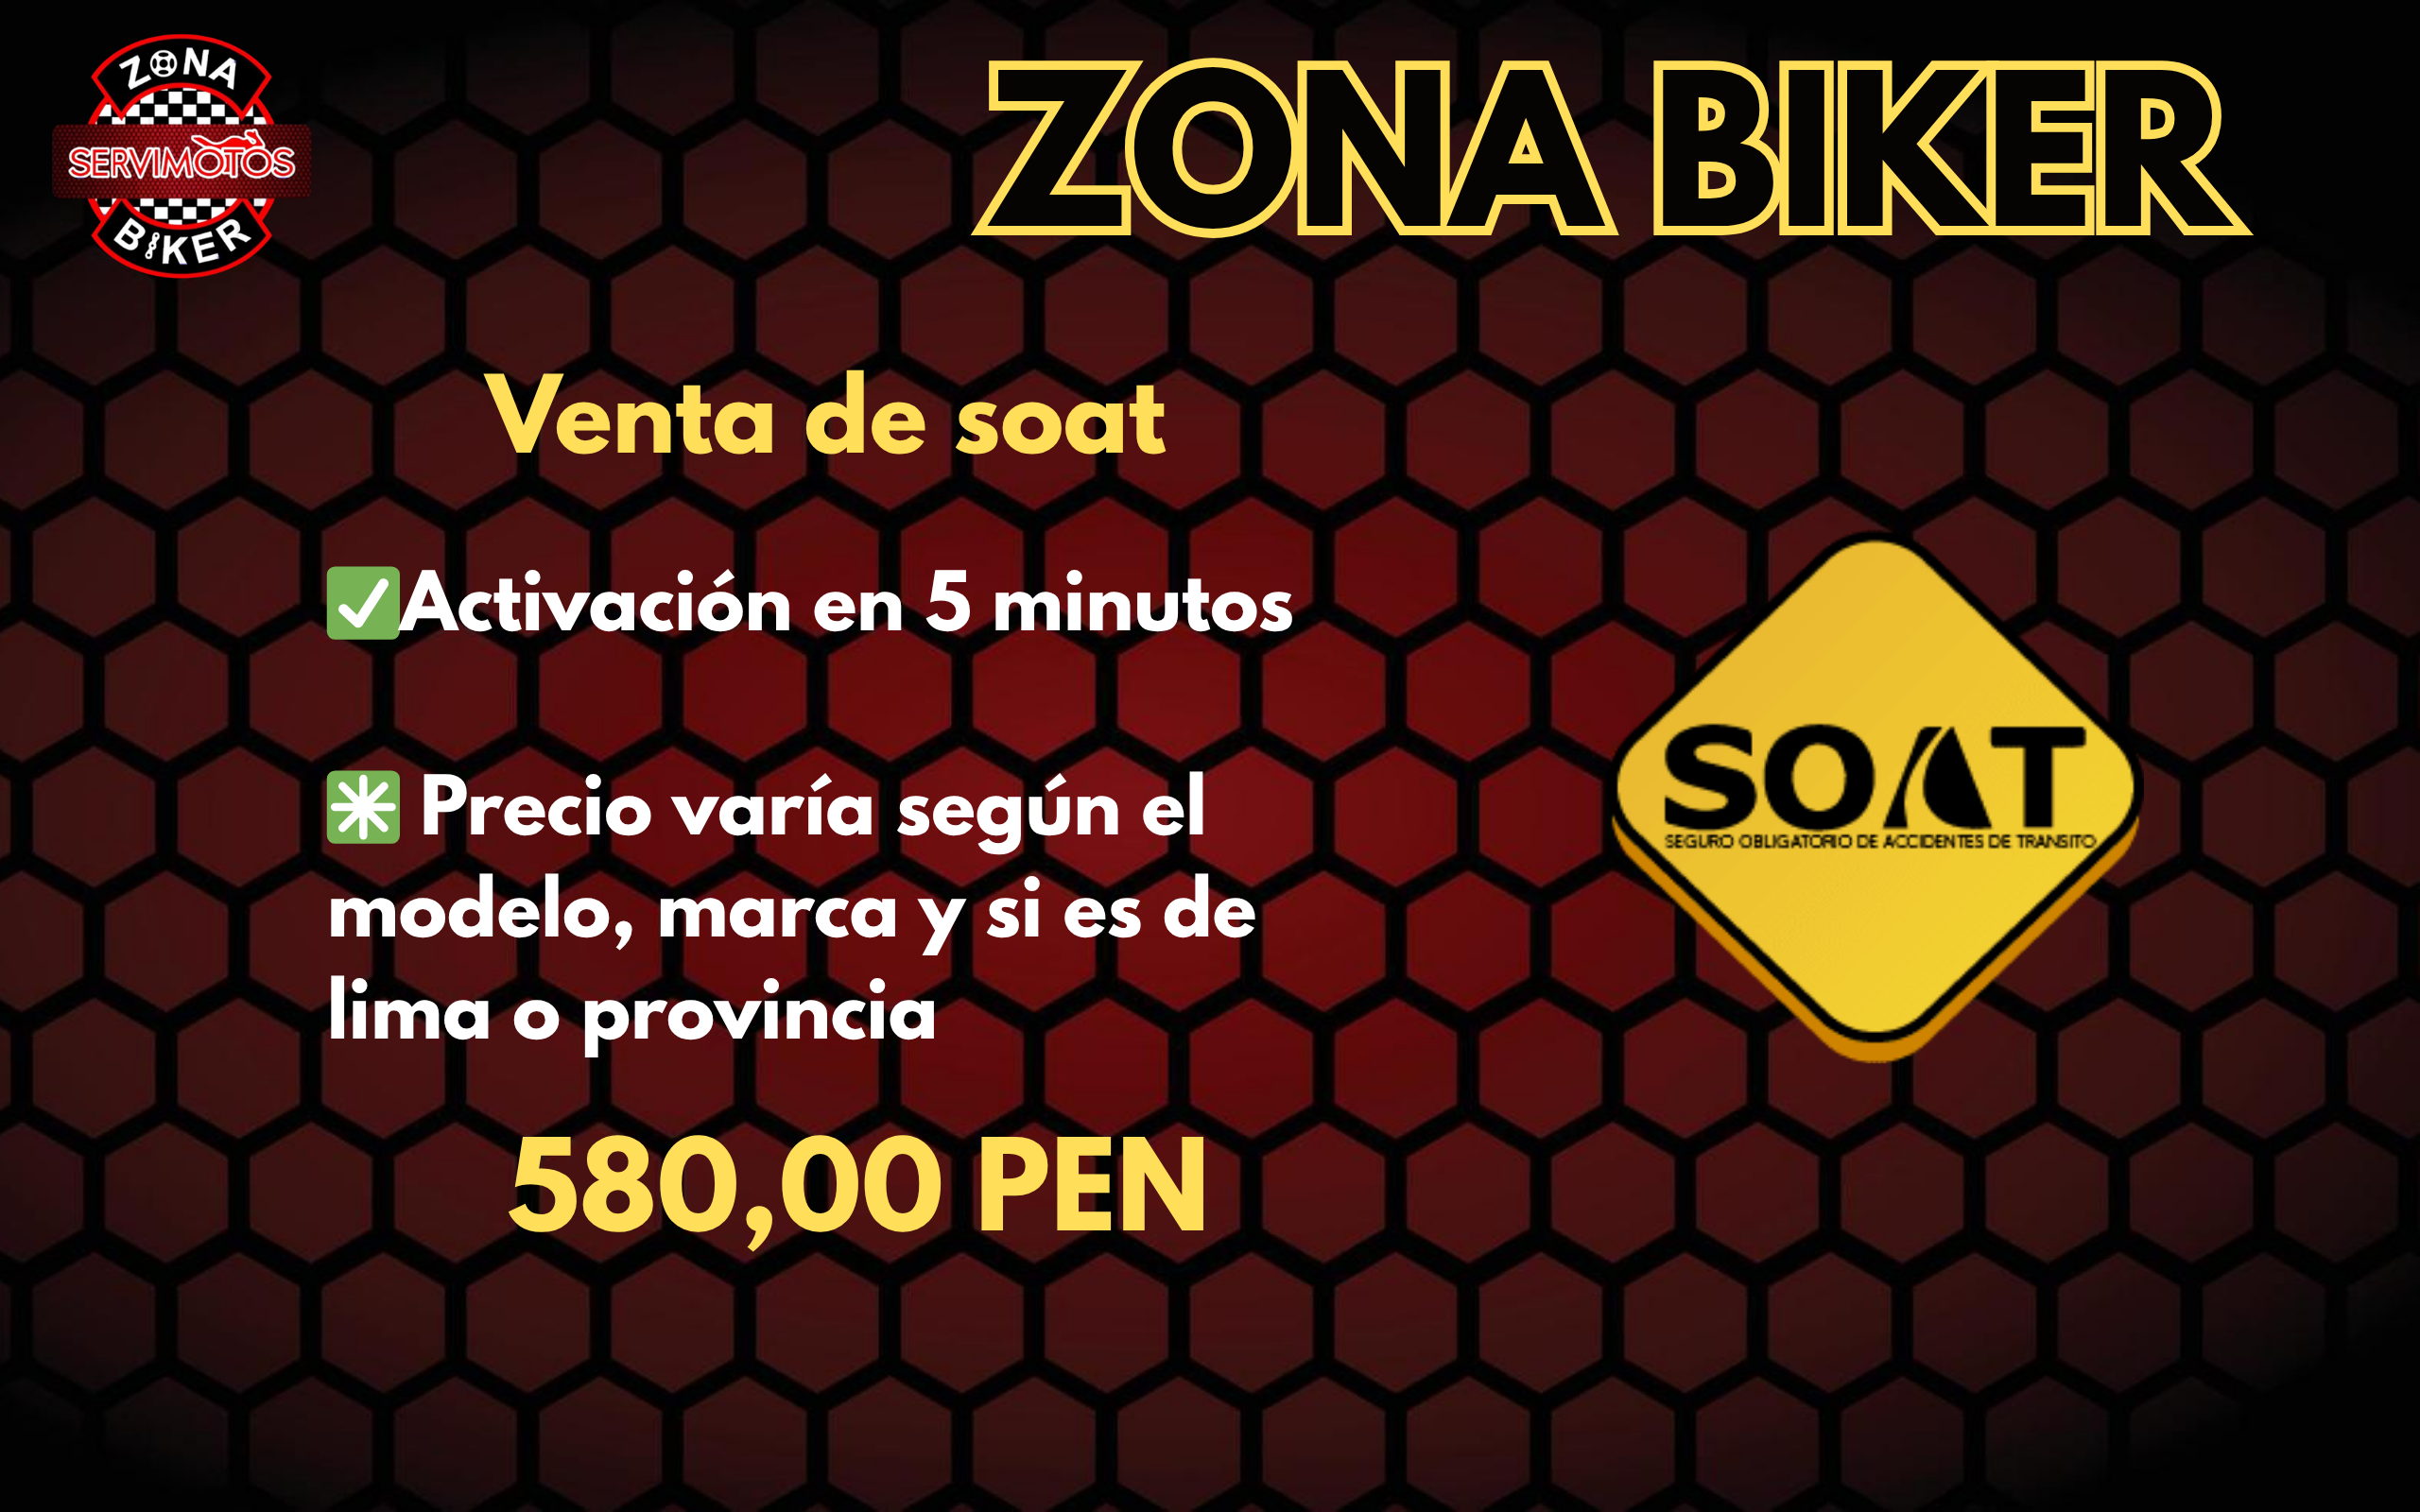 ZONA
SERVIMOTOS
BIKER
ZONA BIKER
Venta de soat
✅Activación en 5 minutos
✳️ Precio varía según el
modelo, marca y si es de
lima o provincia
580,00 PEN
SOAT
SEGURO OBLIGATORIO DE ACCIDENTES DE TRANSITO